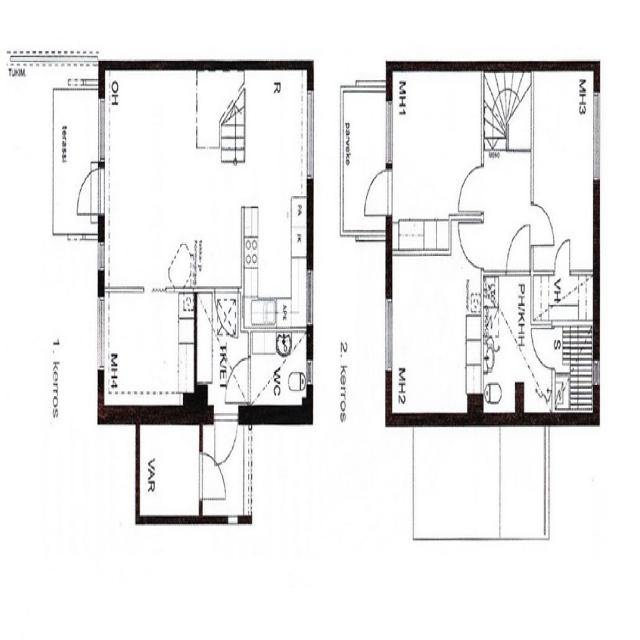 TUKIM.
OH
R
terassi
PA
JK
APK
MH4
ET
WC
VAR
1. kerros
MH1
MH3
parveke
VH
PH/KHH
S
MH2
2. kerros